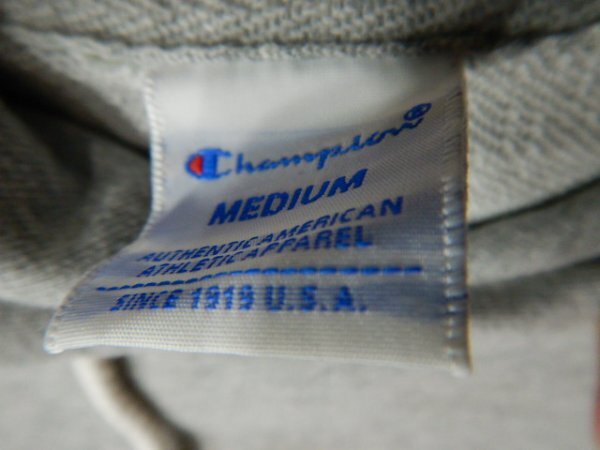 Champion®
MEDIUM
AUTHENTIC AMERICAN
ATHLETIC APPAREL
SINCE 1919 U.S.A.